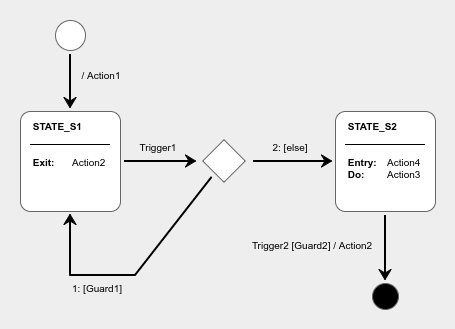 / Action1
STATE_S1
Exit: Action2
Trigger1
2: [else]
STATE_S2
Entry: Action4
Do: Action3
Trigger2 [Guard2] / Action2
1: [Guard1]